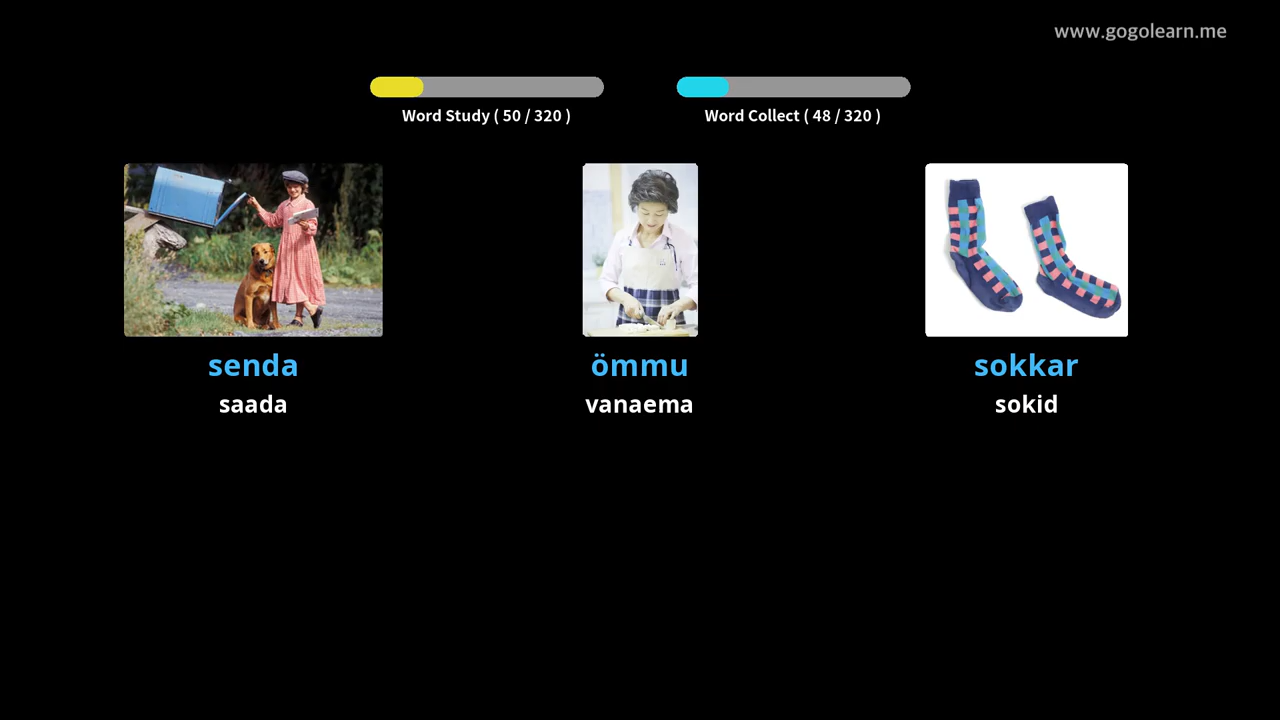 www.gogolearn.me
Word Study ( 50 / 320 )
Word Collect ( 48 / 320 )
senda
saada
ömmu
vanaema
sokkar
sokid